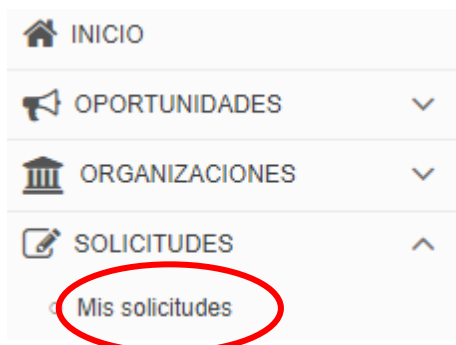 INICIO
OPORTUNIDADES
ORGANIZACIONES
SOLICITUDES
Mis solicitudes